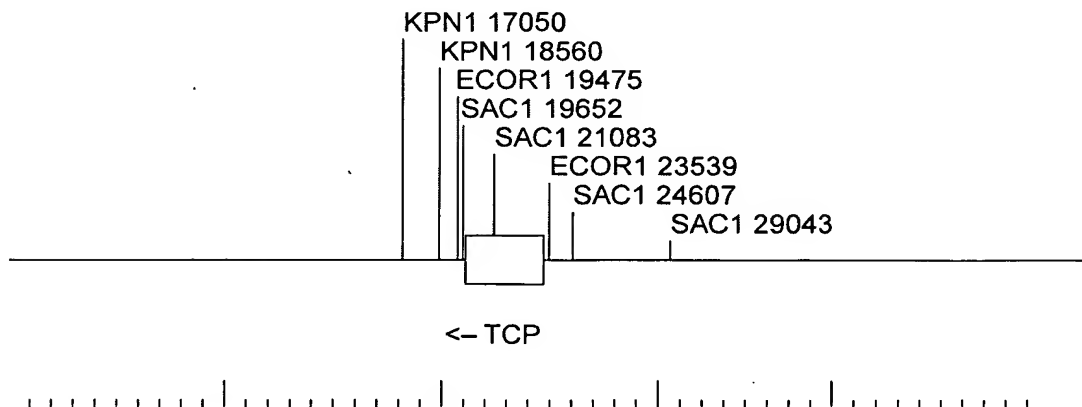 KPN1 17050
KPN1 18560
ECOR1 19475
SAC1 19652
SAC1 21083
ECOR1 23539
SAC1 24607
SAC1 29043
<– TCP